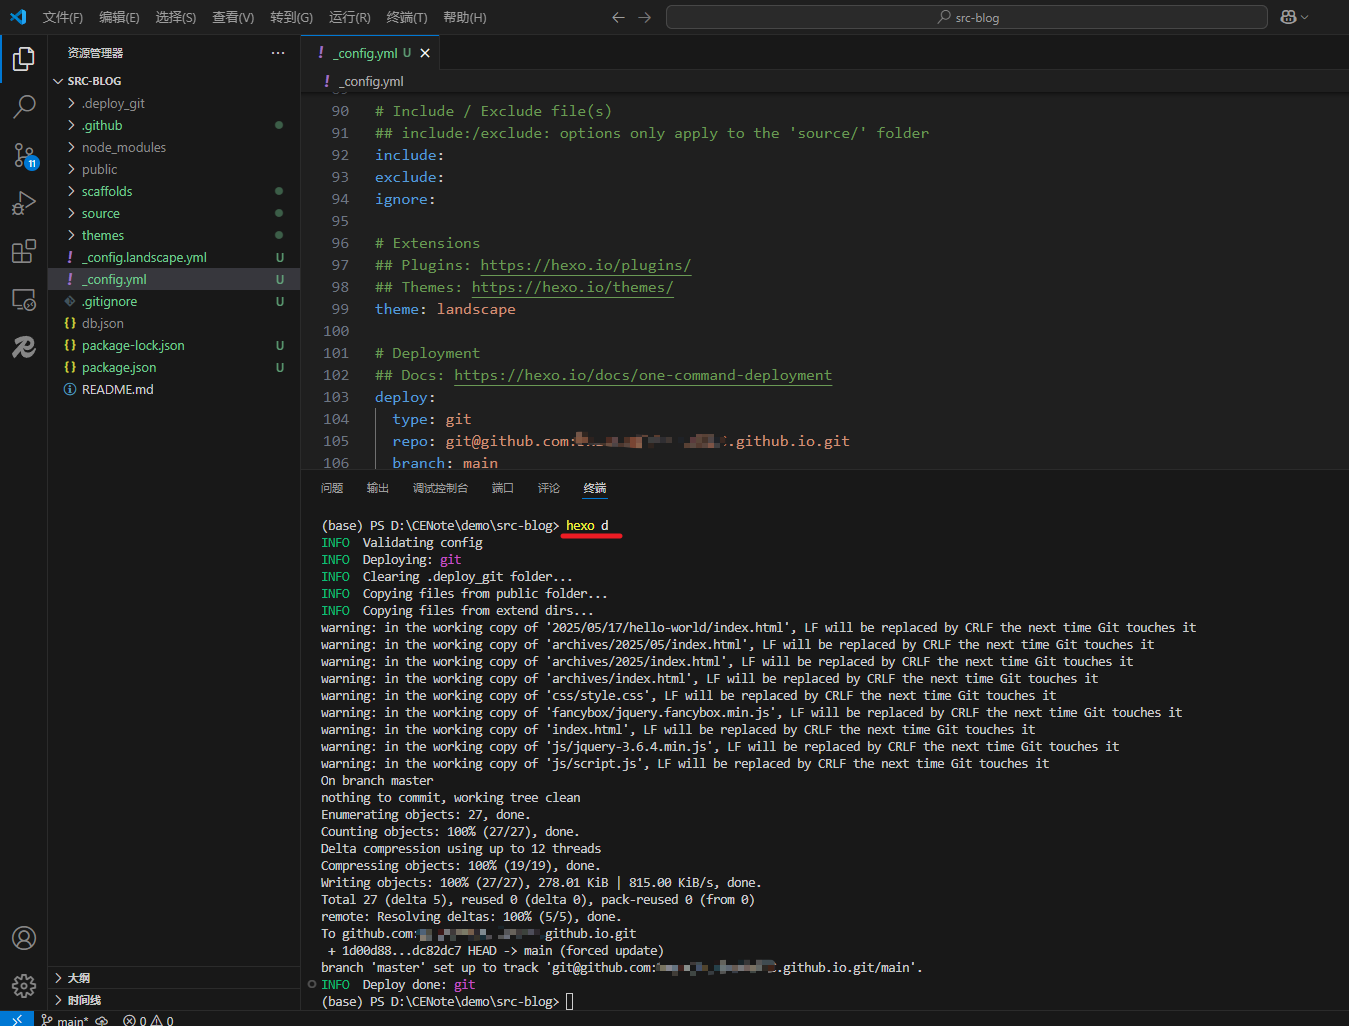 文件(F) 编辑(E) 选择(S) 查看(V) 转到(G) 运行(R) 终端(T) 帮助(H) src-blog
资源管理器
SRC-BLOG
.deploy_git
.github
node_modules
public
scaffolds
source
themes
_config.landscape.yml U
_config.yml U
.gitignore U
db.json
package-lock.json U
package.json U
README.md
大纲
时间线
11
_config.yml U
_config.yml
90 # Include / Exclude file(s)
91 ## include:/exclude: options only apply to the 'source/' folder
92 include:
93 exclude:
94 ignore:
95
96 # Extensions
97 ## Plugins: https://hexo.io/plugins/
98 ## Themes: https://hexo.io/themes/
99 theme: landscape
100
101 # Deployment
102 ## Docs: https://hexo.io/docs/one-command-deployment
103 deploy:
104 type: git
105 repo: git@github.com: .github.io.git
106 branch: main
问题 输出 调试控制台 端口 评论 终端
(base) PS D:\CENote\demo\src-blog> hexo d
INFO Validating config
INFO Deploying: git
INFO Clearing .deploy_git folder...
INFO Copying files from public folder...
INFO Copying files from extend dirs...
warning: in the working copy of '2025/05/17/hello-world/index.html', LF will be replaced by CRLF the next time Git touches it
warning: in the working copy of 'archives/2025/05/index.html', LF will be replaced by CRLF the next time Git touches it
warning: in the working copy of 'archives/2025/index.html', LF will be replaced by CRLF the next time Git touches it
warning: in the working copy of 'archives/index.html', LF will be replaced by CRLF the next time Git touches it
warning: in the working copy of 'css/style.css', LF will be replaced by CRLF the next time Git touches it
warning: in the working copy of 'fancybox/jquery.fancybox.min.js', LF will be replaced by CRLF the next time Git touches it
warning: in the working copy of 'index.html', LF will be replaced by CRLF the next time Git touches it
warning: in the working copy of 'js/jquery-3.6.4.min.js', LF will be replaced by CRLF the next time Git touches it
warning: in the working copy of 'js/script.js', LF will be replaced by CRLF the next time Git touches it
On branch master
nothing to commit, working tree clean
Enumerating objects: 27, done.
Counting objects: 100% (27/27), done.
Delta compression using up to 12 threads
Compressing objects: 100% (19/19), done.
Writing objects: 100% (27/27), 278.01 KiB | 815.00 KiB/s, done.
Total 27 (delta 5), reused 0 (delta 0), pack-reused 0 (from 0)
remote: Resolving deltas: 100% (5/5), done.
To github.com: github.io.git
+ 1d00d88...dc82dc7 HEAD -> main (forced update)
branch 'master' set up to track 'git@github.com: .github.io.git/main'.
INFO Deploy done: git
(base) PS D:\CENote\demo\src-blog>
main* 0 0